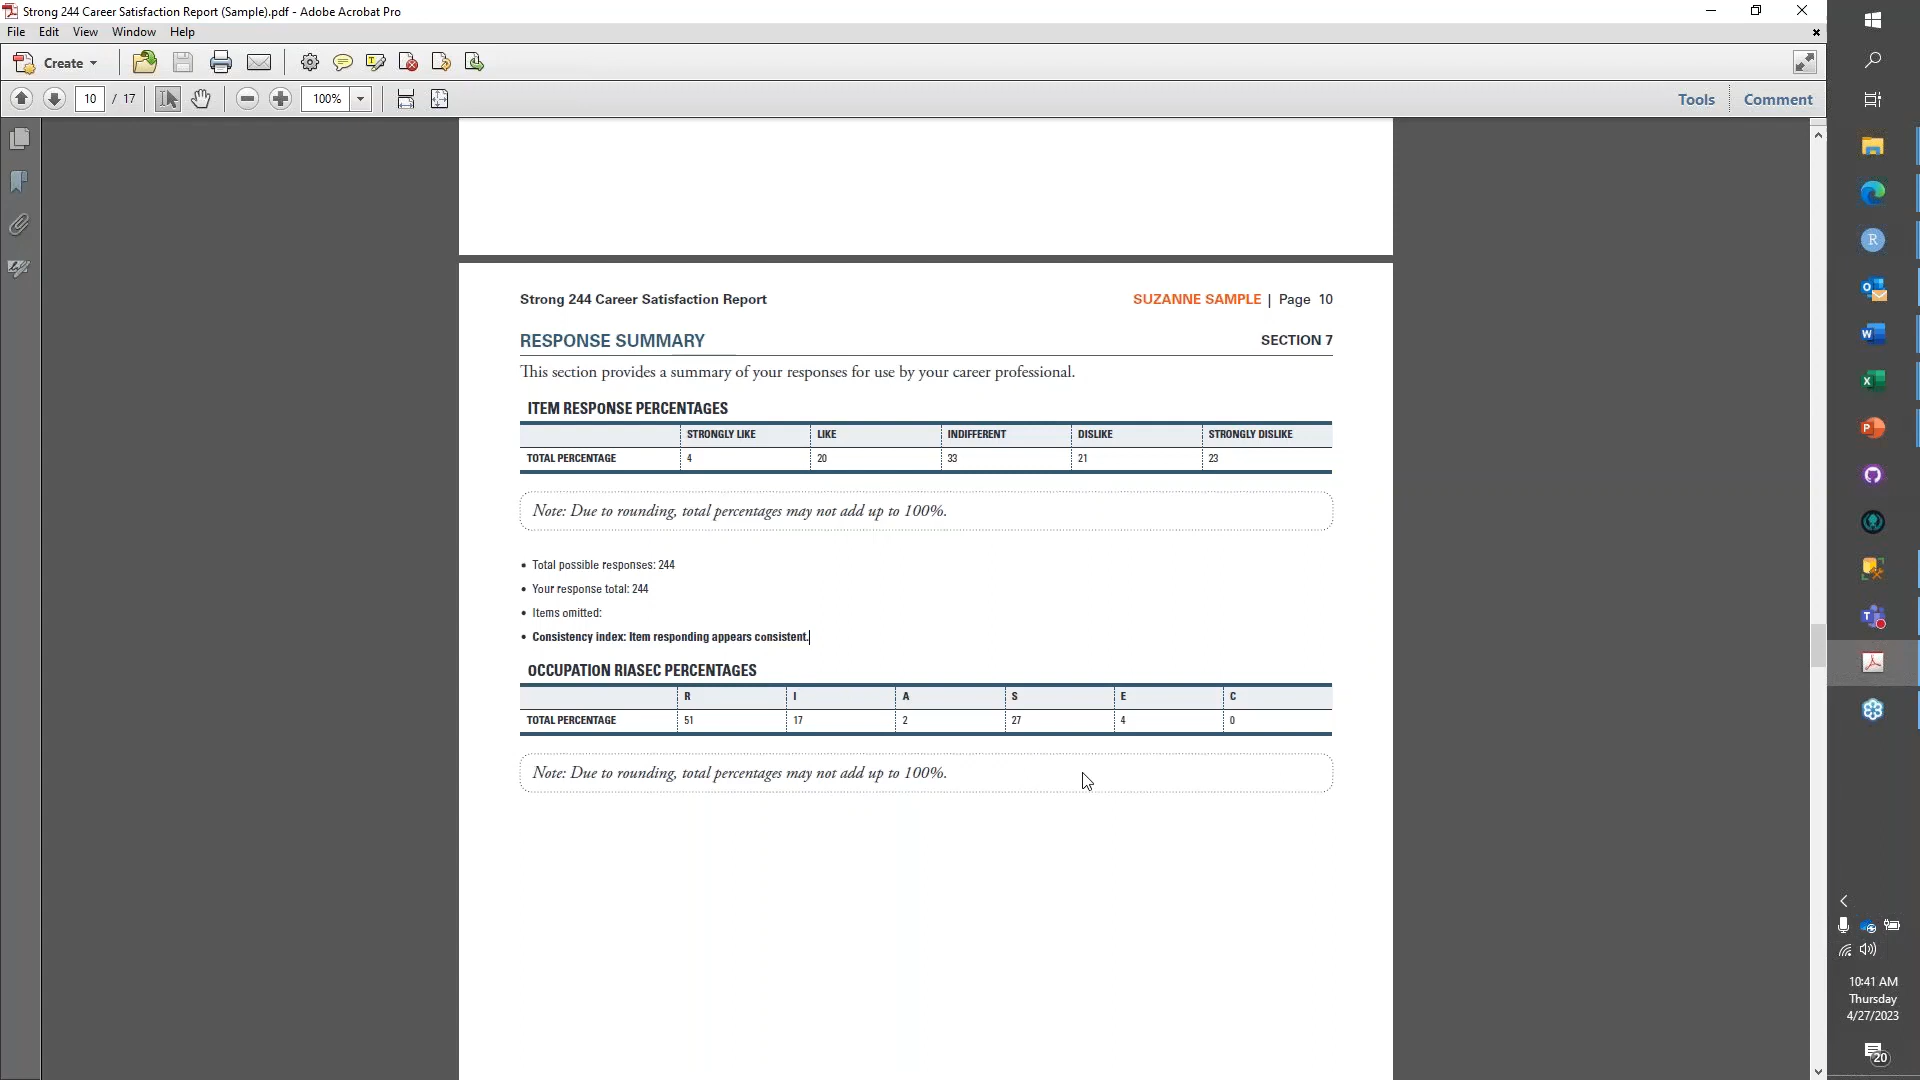 Strong 244 Career Satisfaction Report (Sample).pdf - Adobe Acrobat Pro
File Edit View Window Help
Create
10 / 17 100% Tools Comment
Strong 244 Career Satisfaction Report SUZANNE SAMPLE | Page 10
RESPONSE SUMMARY SECTION 7
This section provides a summary of your responses for use by your career professional.
ITEM RESPONSE PERCENTAGES
STRONGLY LIKE LIKE INDIFFERENT DISLIKE STRONGLY DISLIKE
TOTAL PERCENTAGE 4 20 33 21 23
Note: Due to rounding, total percentages may not add up to 100%.
• Total possible responses: 244
• Your response total: 244
• Items omitted:
• Consistency index: Item responding appears consistent.
OCCUPATION RIASEC PERCENTAGES
R I A S E C
TOTAL PERCENTAGE 51 17 2 27 4 0
Note: Due to rounding, total percentages may not add up to 100%.
10:41 AM
Thursday
4/27/2023
20